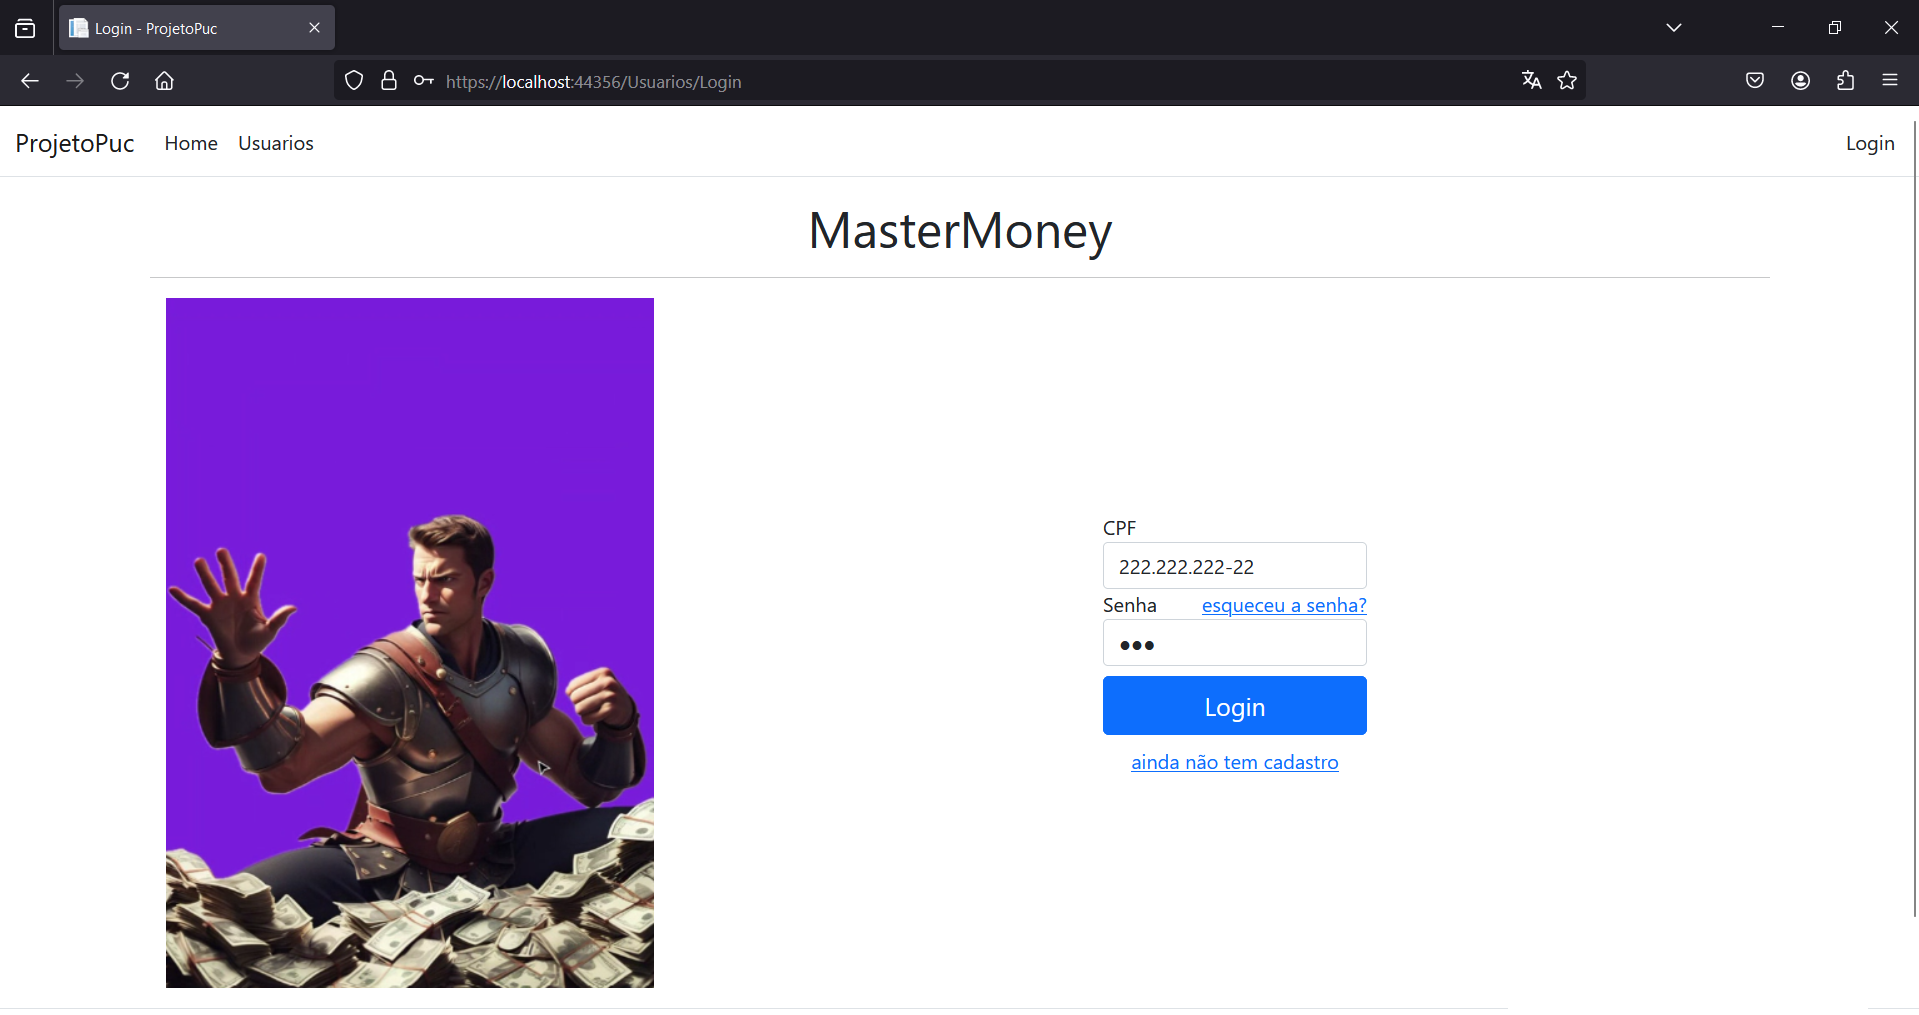 Login - ProjetoPuc
https://localhost:44356/Usuarios/Login
ProjetoPuc Home Usuarios Login
MasterMoney
CPF
222.222.222-22
Senha esqueceu a senha?
Login
ainda não tem cadastro